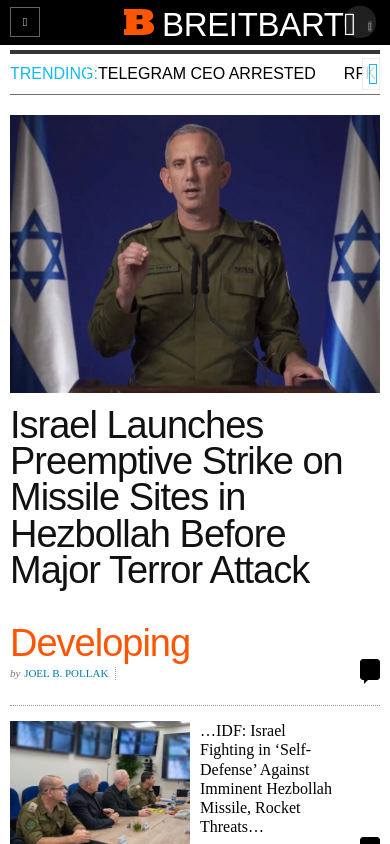 BREITBART
TRENDING: TELEGRAM CEO ARRESTED
Israel Launches
Preemptive Strike on
Missile Sites in
Hezbollah Before
Major Terror Attack
Developing
by JOEL B. POLLAK
…IDF: Israel
Fighting in ‘Self-
Defense’ Against
Imminent Hezbollah
Missile, Rocket
Threats…